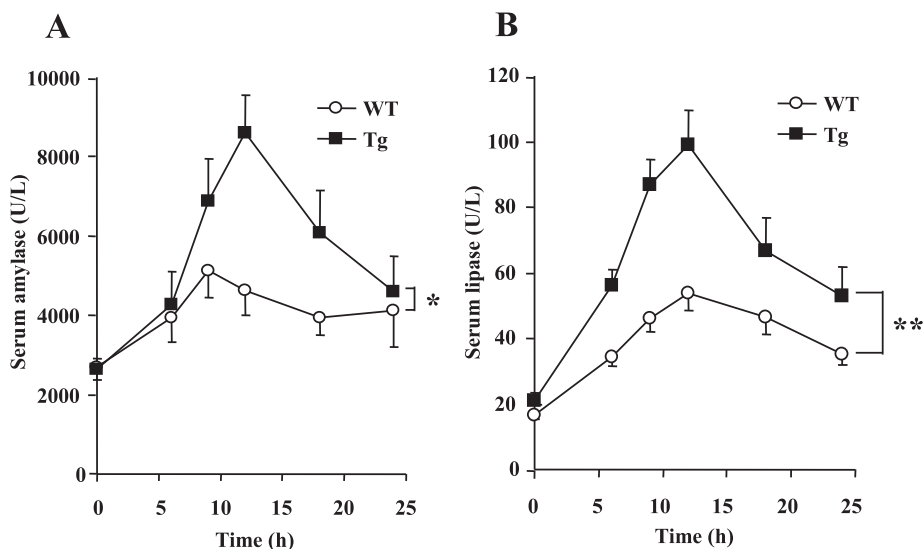 A
Serum amylase (U/L)
10000
8000
6000
4000
2000
0
WT
Tg
*
0 5 10 15 20 25
Time (h)
B
Serum lipase (U/L)
120
100
80
60
40
20
0
WT
Tg
**
0 5 10 15 20 25
Time (h)